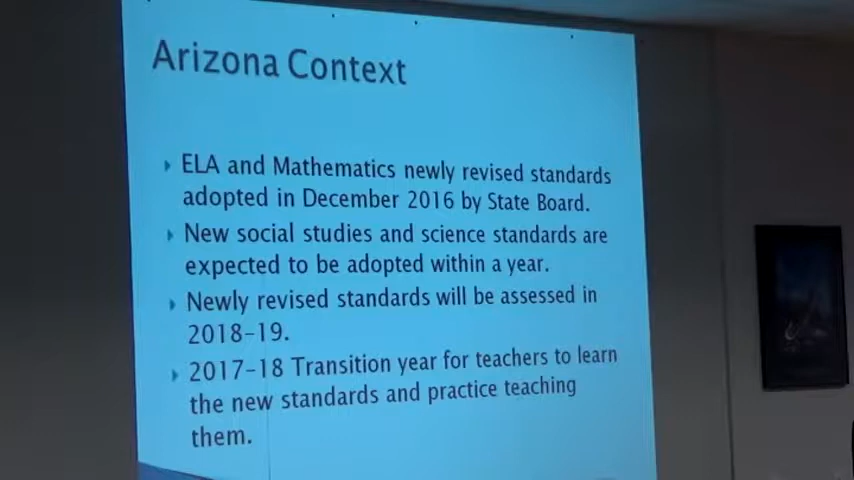 Arizona Context
ELA and Mathematics newly revised standards
adopted in December 2016 by State Board.
New social studies and science standards are
expected to be adopted within a year.
Newly revised standards will be assessed in
2018-19.
2017-18 Transition year for teachers to learn
the new standards and practice teaching
them.